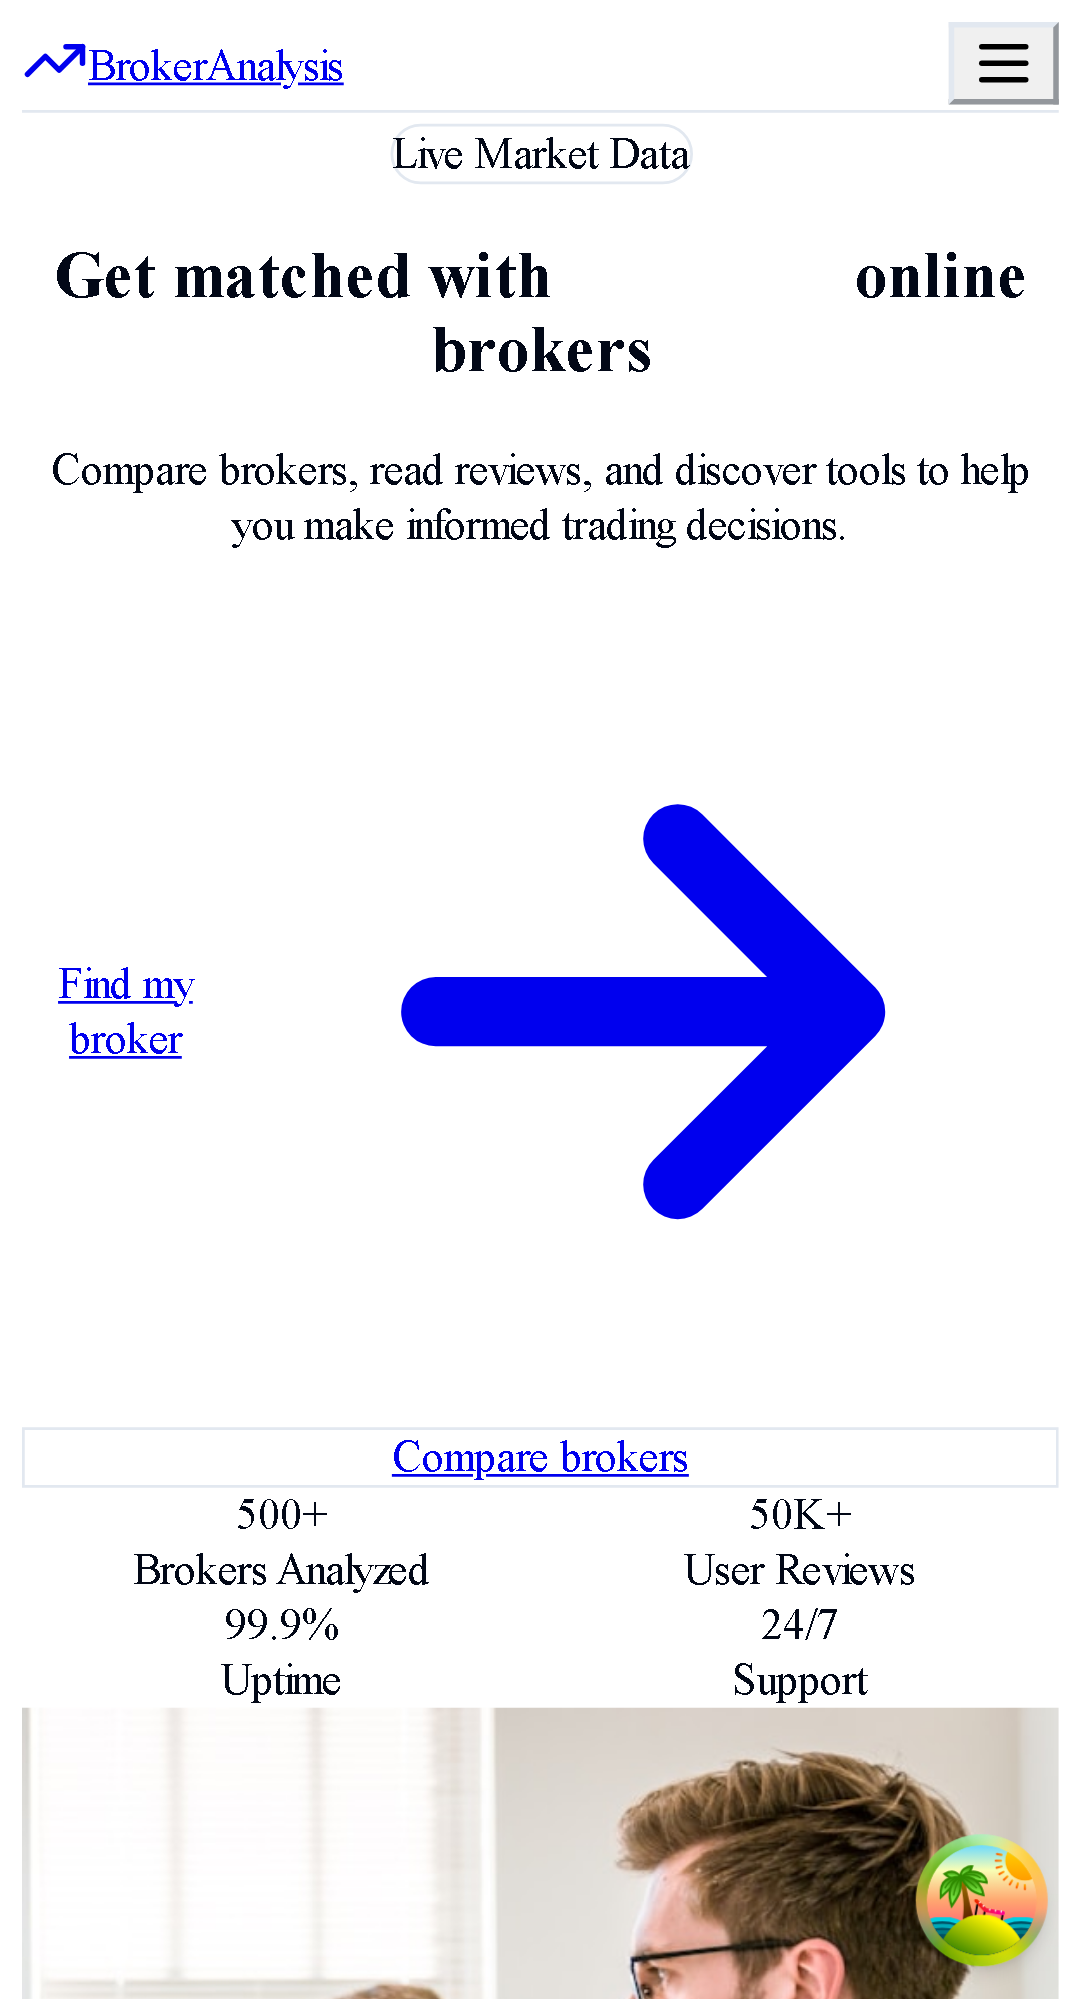 BrokerAnalysis
Live Market Data
Get matched with online
brokers
Compare brokers, read reviews, and discover tools to help
you make informed trading decisions.
Find my
broker
Compare brokers
500+
Brokers Analyzed
50K+
User Reviews
99.9%
Uptime
24/7
Support